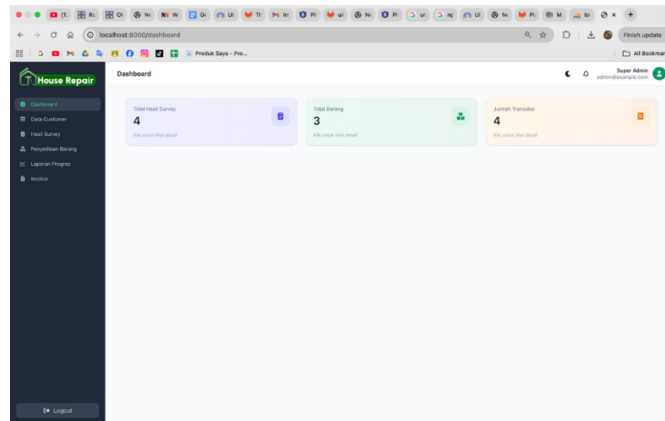 localhost:8000/dashboard
Finish update
Produk Saya - Pro...
All Bookmar
House Repair
Dashboard
Super Admin
admin@example.com
Dashboard
Data Customer
Hasil Survey
Penyediaan Barang
Laporan Progres
Invoice
Total Hasil Survey
4
Klik untuk lihat detail
Total Barang
3
Klik untuk lihat detail
Jumlah Transaksi
4
Klik untuk lihat detail
Logout